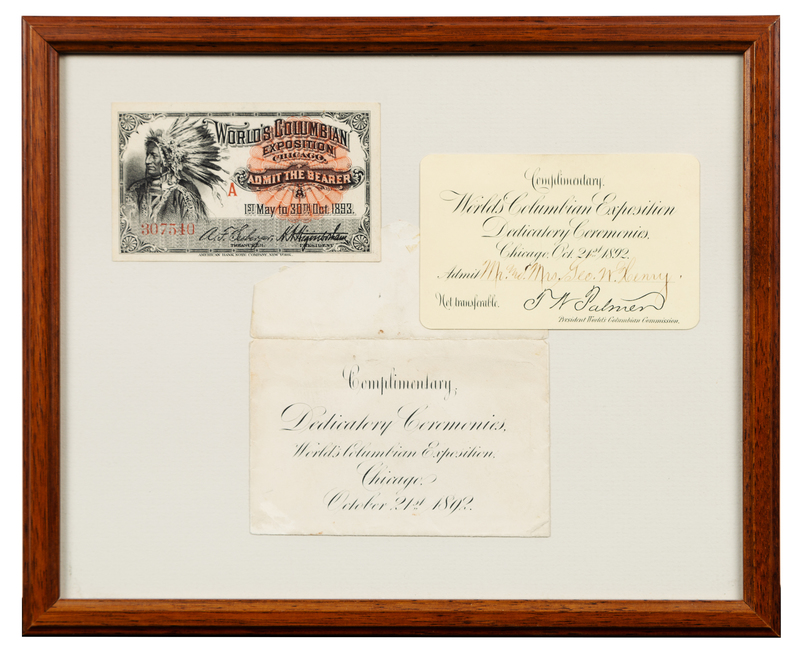 WORLD'S COLUMBIAN
EXPOSITION
CHICAGO.
ADMIT THE BEARER
A
1ST May to 30TH Oct. 1893.
307540
TREASURER.
PRESIDENT
AMERICAN BANK NOTE COMPANY, NEW YORK.
Complimentary.
World's Columbian Exposition
Dedicatory Ceremonies,
Chicago, Oct. 21st 1892.
Admit Mr. and Mrs. Geo. W. Henry.
Not transferable.
T W Palmer
President World's Columbian Commission.
Complimentary,
Dedicatory Ceremonies,
World's Columbian Exposition,
Chicago,
October 21st 1892.